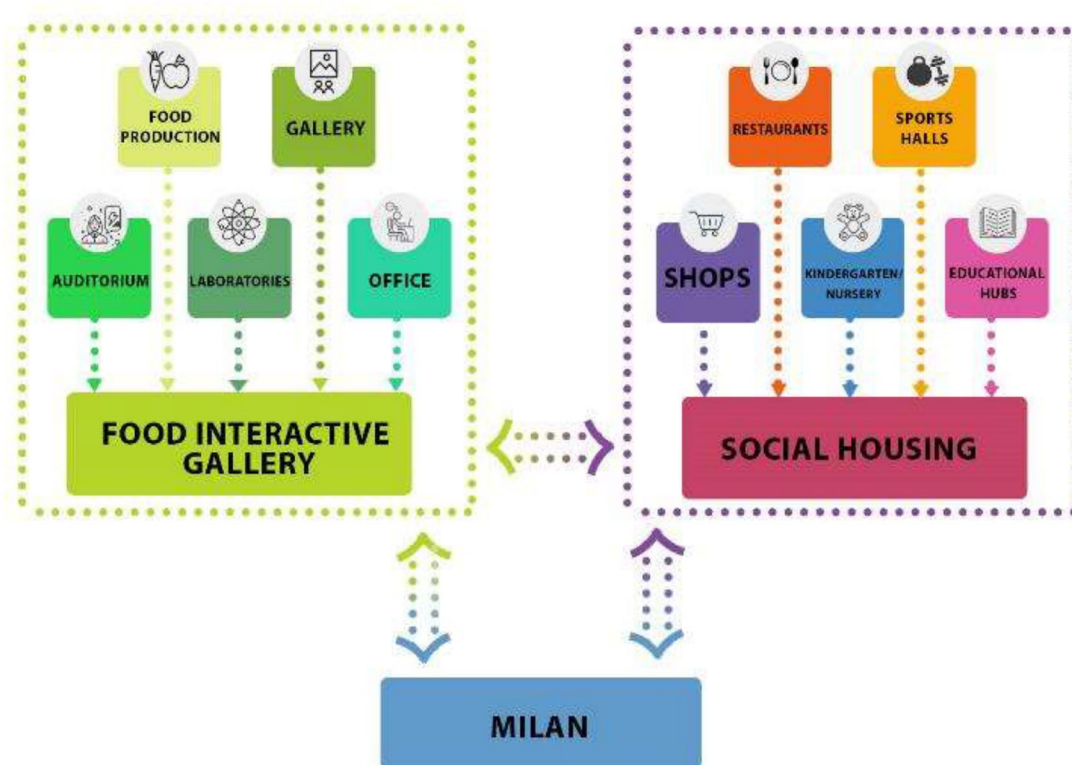 FOOD
PRODUCTION
GALLERY
AUDITORIUM
LABORATORIES
OFFICE
FOOD INTERACTIVE
GALLERY
RESTAURANTS
SPORTS
HALLS
SHOPS
KINDERGARTEN/
NURSERY
EDUCATIONAL
HUBS
SOCIAL HOUSING
MILAN